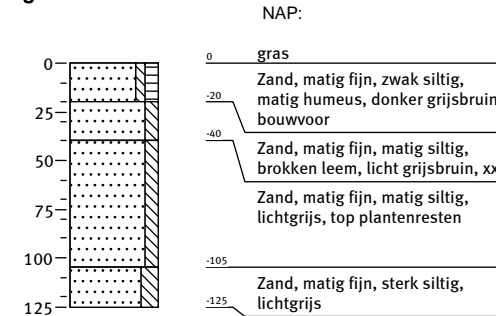 NAP:
0
25
50
75
100
125
0 gras
Zand, matig fijn, zwak siltig,
-20 matig humeus, donker grijsbruin
bouwvoor
-40 Zand, matig fijn, matig siltig,
brokken leem, licht grijsbruin, xx
Zand, matig fijn, matig siltig,
lichtgrijs, top plantenresten
-105
Zand, matig fijn, sterk siltig,
-125 lichtgrijs